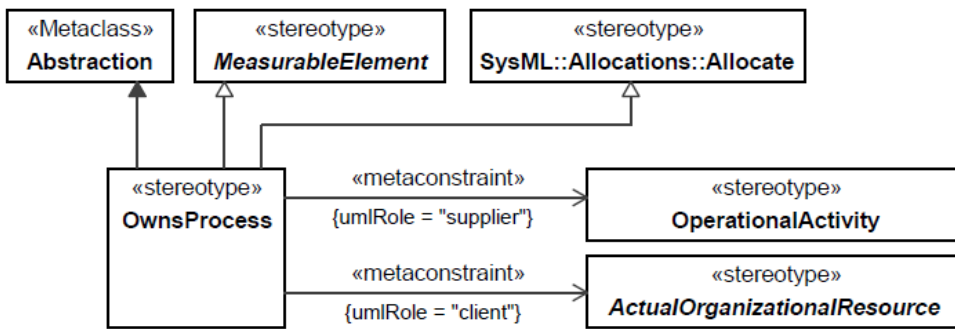 «Metaclass»
Abstraction
«stereotype»
MeasurableElement
«stereotype»
SysML::Allocations::Allocate
«stereotype»
OwnsProcess
«metaconstraint»
{umlRole = "supplier"}
«stereotype»
OperationalActivity
«metaconstraint»
{umlRole = "client"}
«stereotype»
ActualOrganizationalResource